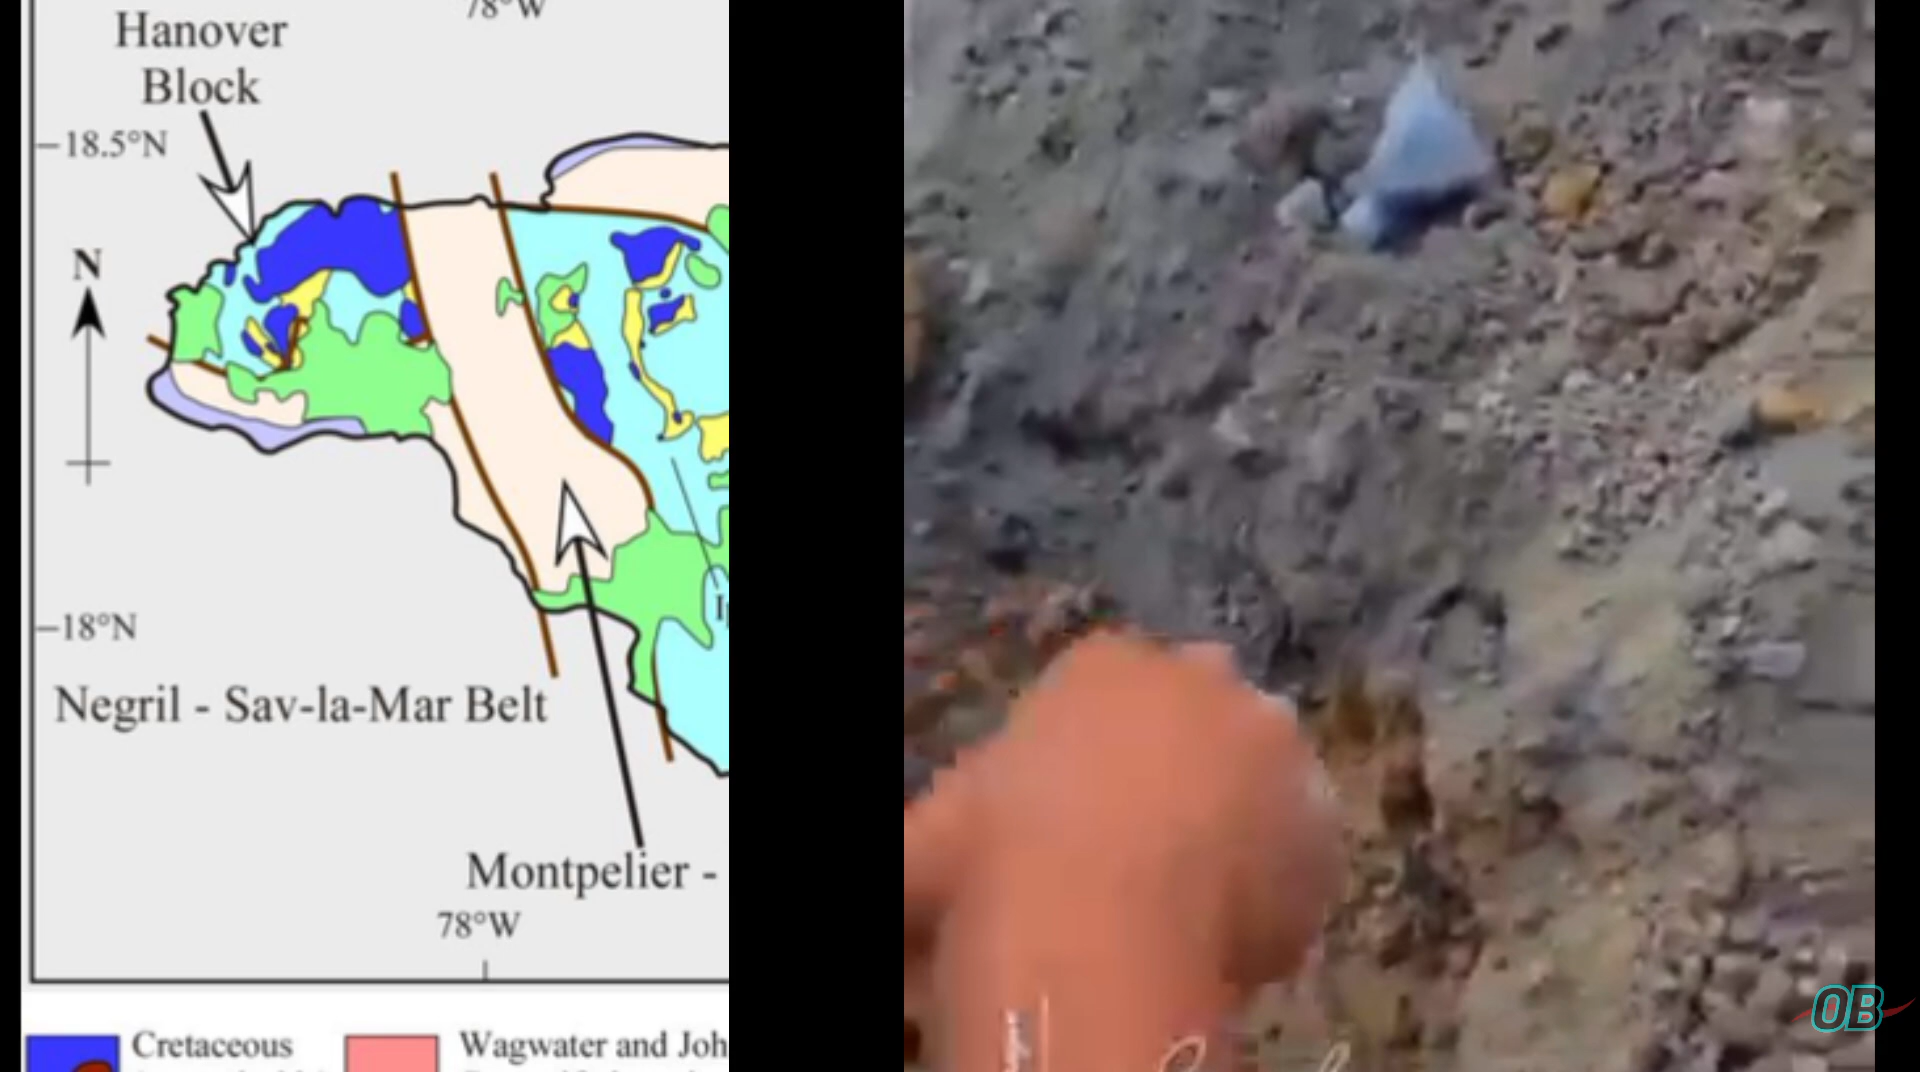 78°W
Hanover
Block
18.5°N
N
18°N
Negril - Sav-la-Mar Belt
Montpelier -
78°W
Cretaceous
Wagwater and Joh
OB